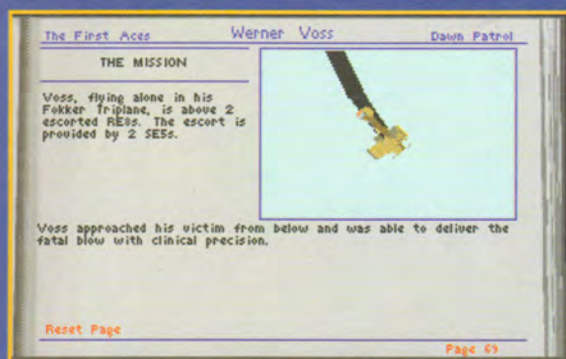 The First Aces Werner Voss Dawn Patrol
THE MISSION
Voss, flying alone in his
Fokker Triplane, is above 2
escorted RE8s. The escort is
provided by 2 SE5s.
Voss approached his victim from below and was able to deliver the
fatal blow with clinical precision.
Reset Page
Page 69